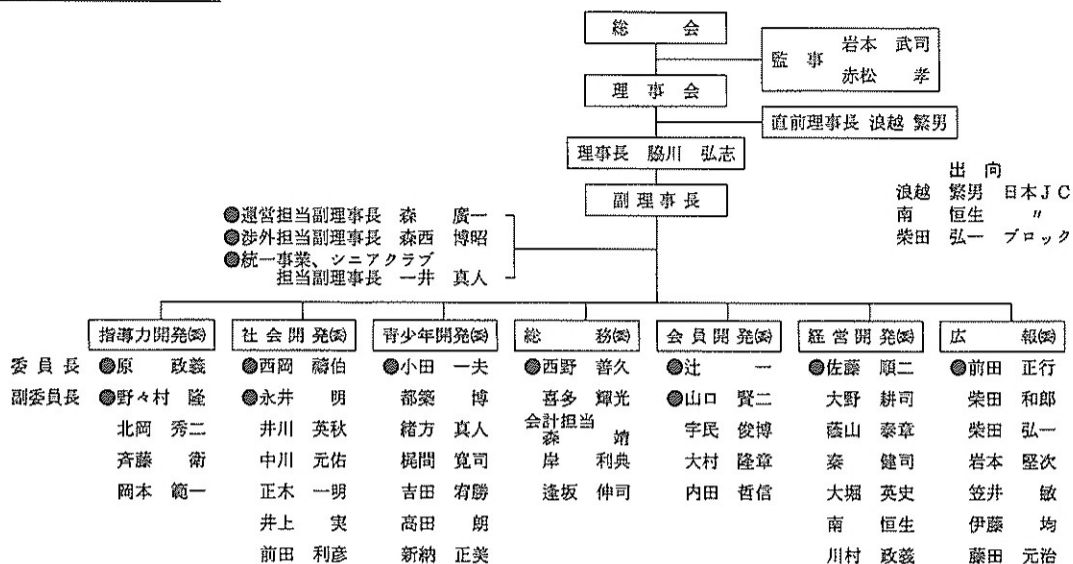 総会
監事 岩本 武司
赤松 孝
理事会
直前理事長 浪越 繁男
理事長 脇川 弘志
副理事長
出向
浪越 繁男 日本JC
南 恒生 〃
柴田 弘一 ブロック
●運営担当副理事長 森 廣一
●渉外担当副理事長 森西 博昭
●統一事業、シニアクラブ
担当副理事長 一井 真人
指導力開発(委) 社会開発(委) 青少年開発(委) 総務(委) 会員開発(委) 経営開発(委) 広報(委)
委員長 ●原 政義 ●西岡 禱伯 ●小田 一夫 ●西野 善久 ●辻 一 ●佐藤 順二 ●前田 正行
副委員長 ●野々村 隆 ●永井 明 都築 博 喜多 輝光 ●山口 賢二 大野 耕司 柴田 和郎
北岡 秀二 井川 英秋 緒方 真人 会計担当 森 靖 宇民 俊博 蔭山 泰章 柴田 弘一
斉藤 衛 中川 元佑 梶間 寛司 岸 利典 大村 隆章 秦 健司 岩本 堅次
岡本 範一 正木 一明 吉田 宥勝 逢坂 伸司 内田 哲信 大堀 英史 笠井 敏
井上 実 高田 朗 南 恒生 伊藤 均
前田 利彦 新納 正美 川村 政義 藤田 元治